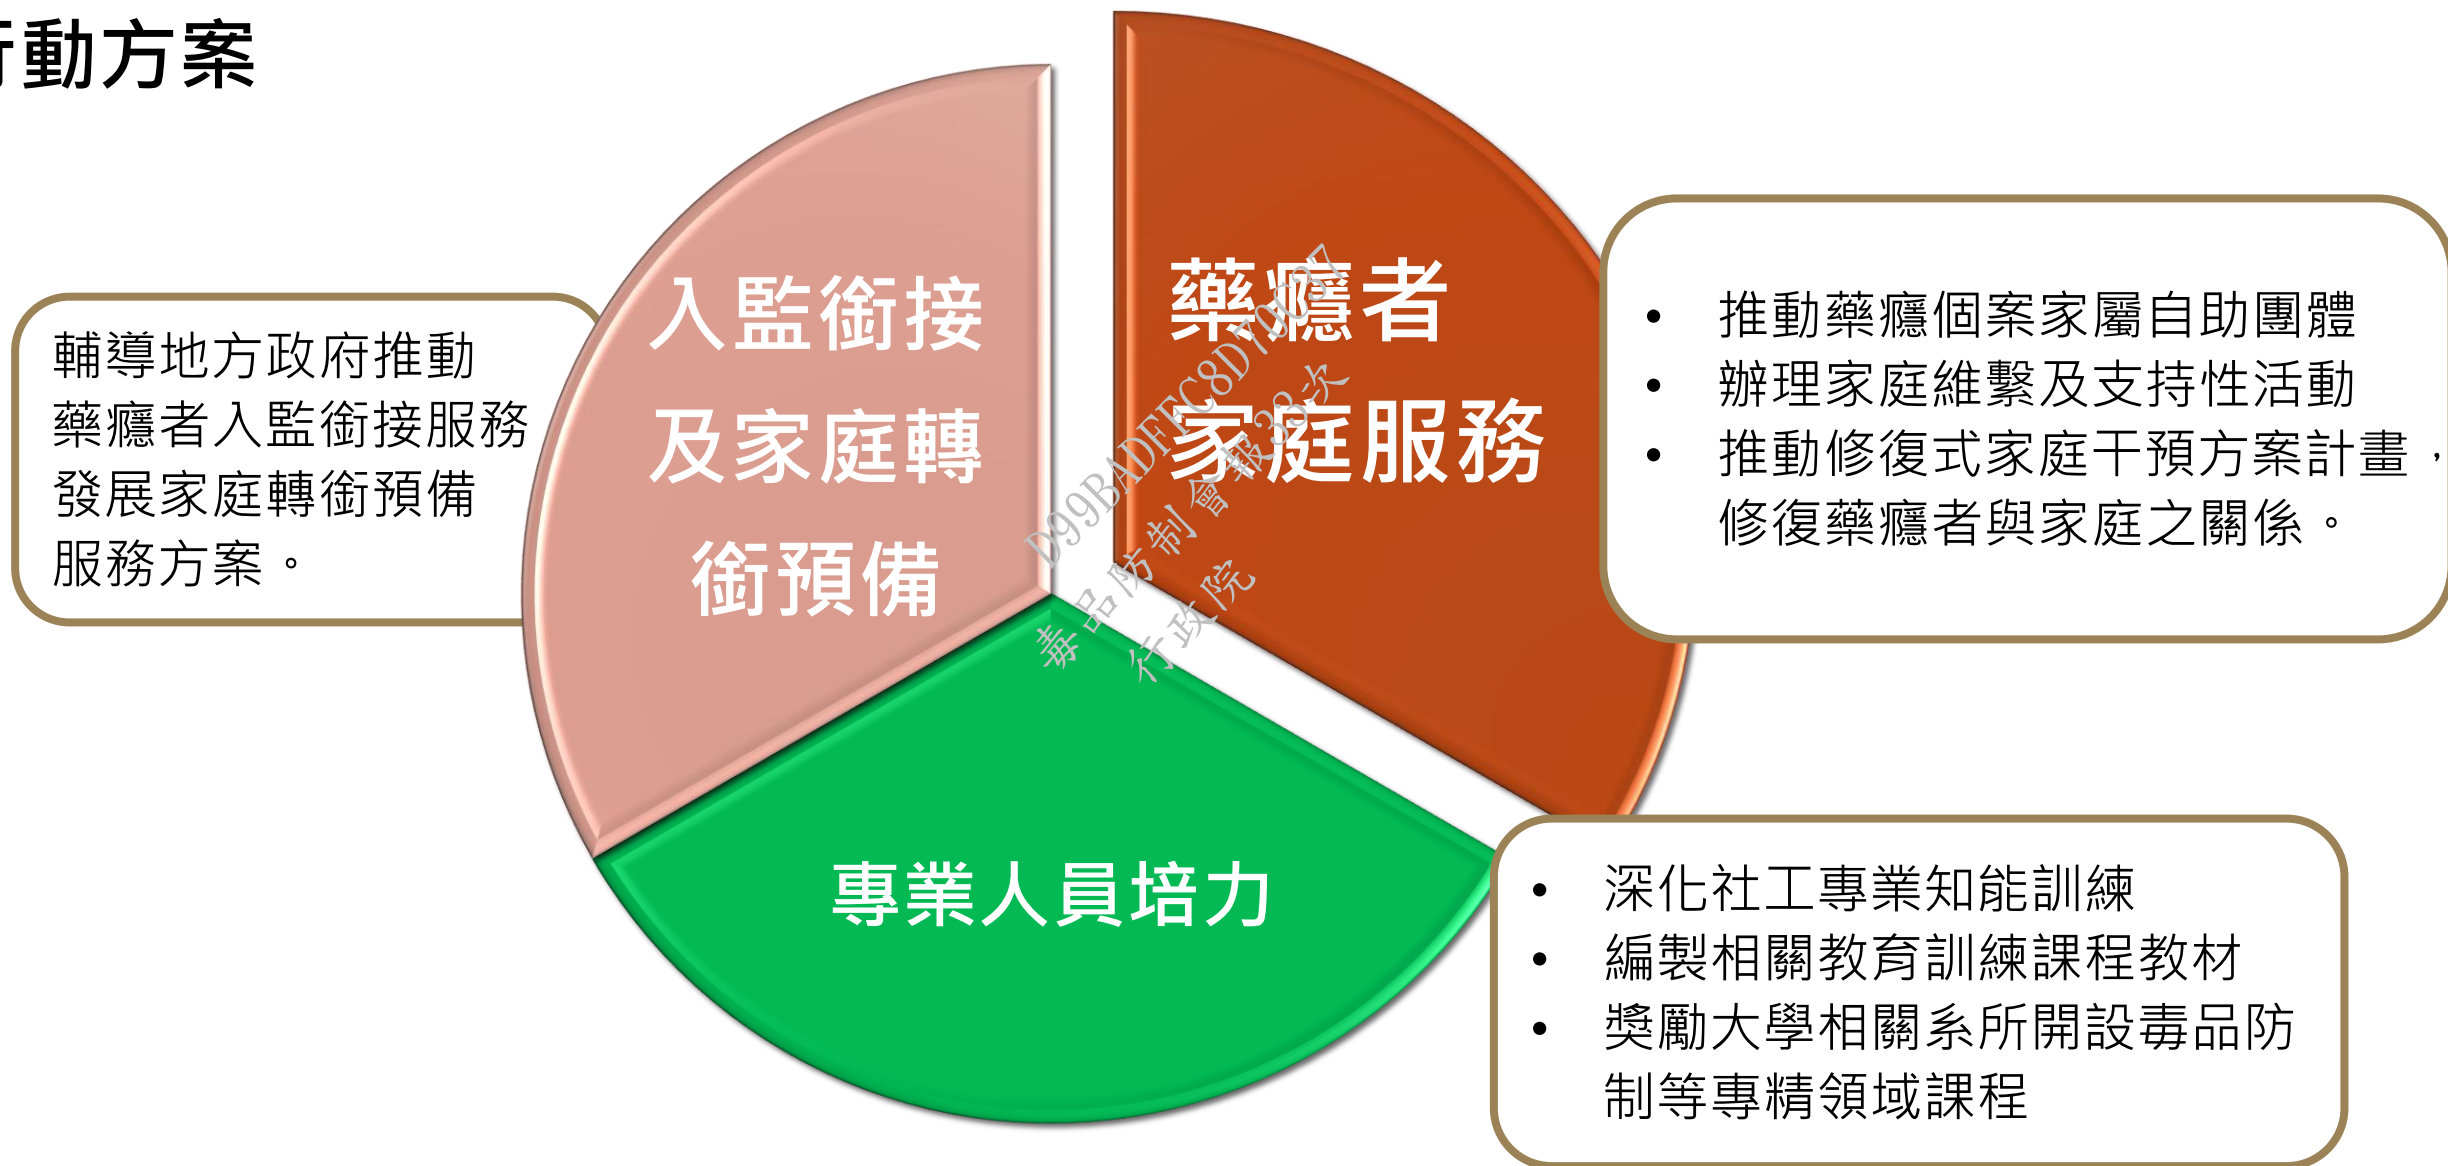 行動方案
輔導地方政府推動
藥癮者入監銜接服務
發展家庭轉銜預備
服務方案。
入監銜接
及家庭轉
銜預備
藥癮者
家庭服務
• 推動藥癮個案家屬自助團體
• 辦理家庭維繫及支持性活動
• 推動修復式家庭干預方案計畫，
修復藥癮者與家庭之關係。
專業人員培力
• 深化社工專業知能訓練
• 編製相關教育訓練課程教材
• 獎勵大學相關系所開設毒品防
制等專精領域課程
毒品防制會報33次
行政院